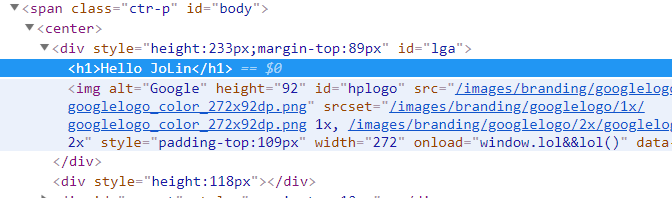 <span class="ctr-p" id="body">
<center>
<div style="height:233px;margin-top:89px" id="lga">
<h1>Hello JoLin</h1> == $0
<img alt="Google" height="92" id="hplogo" src="/images/branding/googlelogo/1x/
googlelogo_color_272x92dp.png" srcset="/images/branding/googlelogo/1x/
googlelogo_color_272x92dp.png 1x, /images/branding/googlelogo/2x/googlelo
2x" style="padding-top:109px" width="272" onload="window.lol&&lol()" data-
</div>
<div style="height:118px"></div>